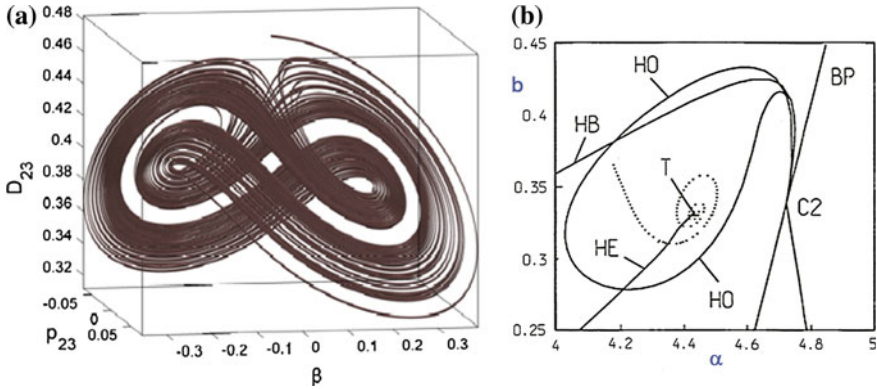 (a)
0.48
0.46
0.44
0.42
0.4
0.38
0.36
0.34
0.32
D23
-0.05
0
0.05
p23
-0.3
-0.2
-0.1
0
0.1
0.2
0.3
β
(b)
0.45
0.4
0.35
0.3
0.25
b
HO
BP
HB
T
C2
HE
HO
4
4.2
4.4
4.6
4.8
5
α